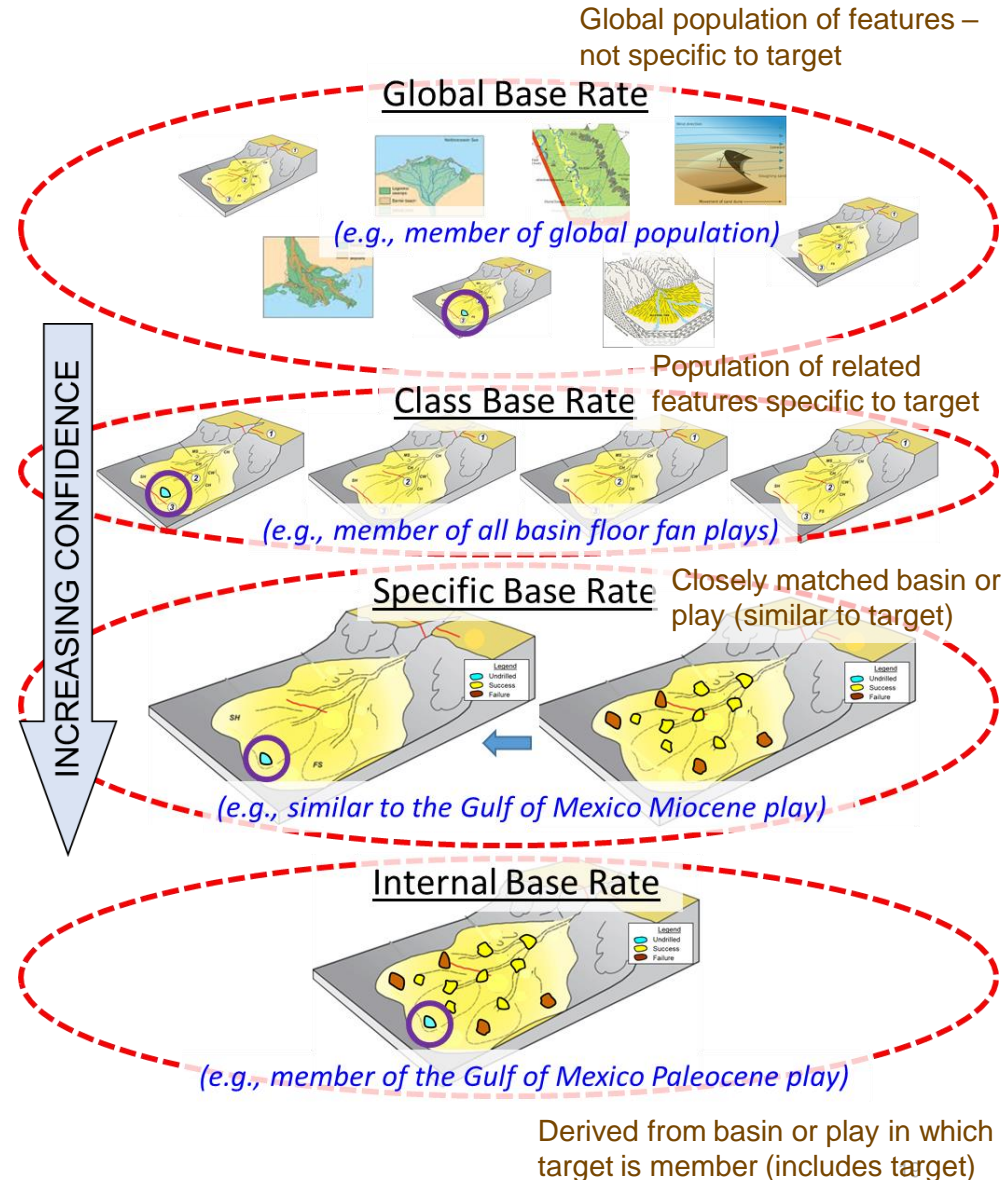 Global population of features –
not specific to target
Global Base Rate
(e.g., member of global population)
INCREASING CONFIDENCE
Population of related
features specific to target
Class Base Rate
(e.g., member of all basin floor fan plays)
Closely matched basin or
play (similar to target)
Specific Base Rate
Legend
Undrilled
Success
Failure
SH
FS
Legend
Undrilled
Success
Failure
(e.g., similar to the Gulf of Mexico Miocene play)
Internal Base Rate
Legend
Undrilled
Success
Failure
(e.g., member of the Gulf of Mexico Paleocene play)
Derived from basin or play in which
target is member (includes target)